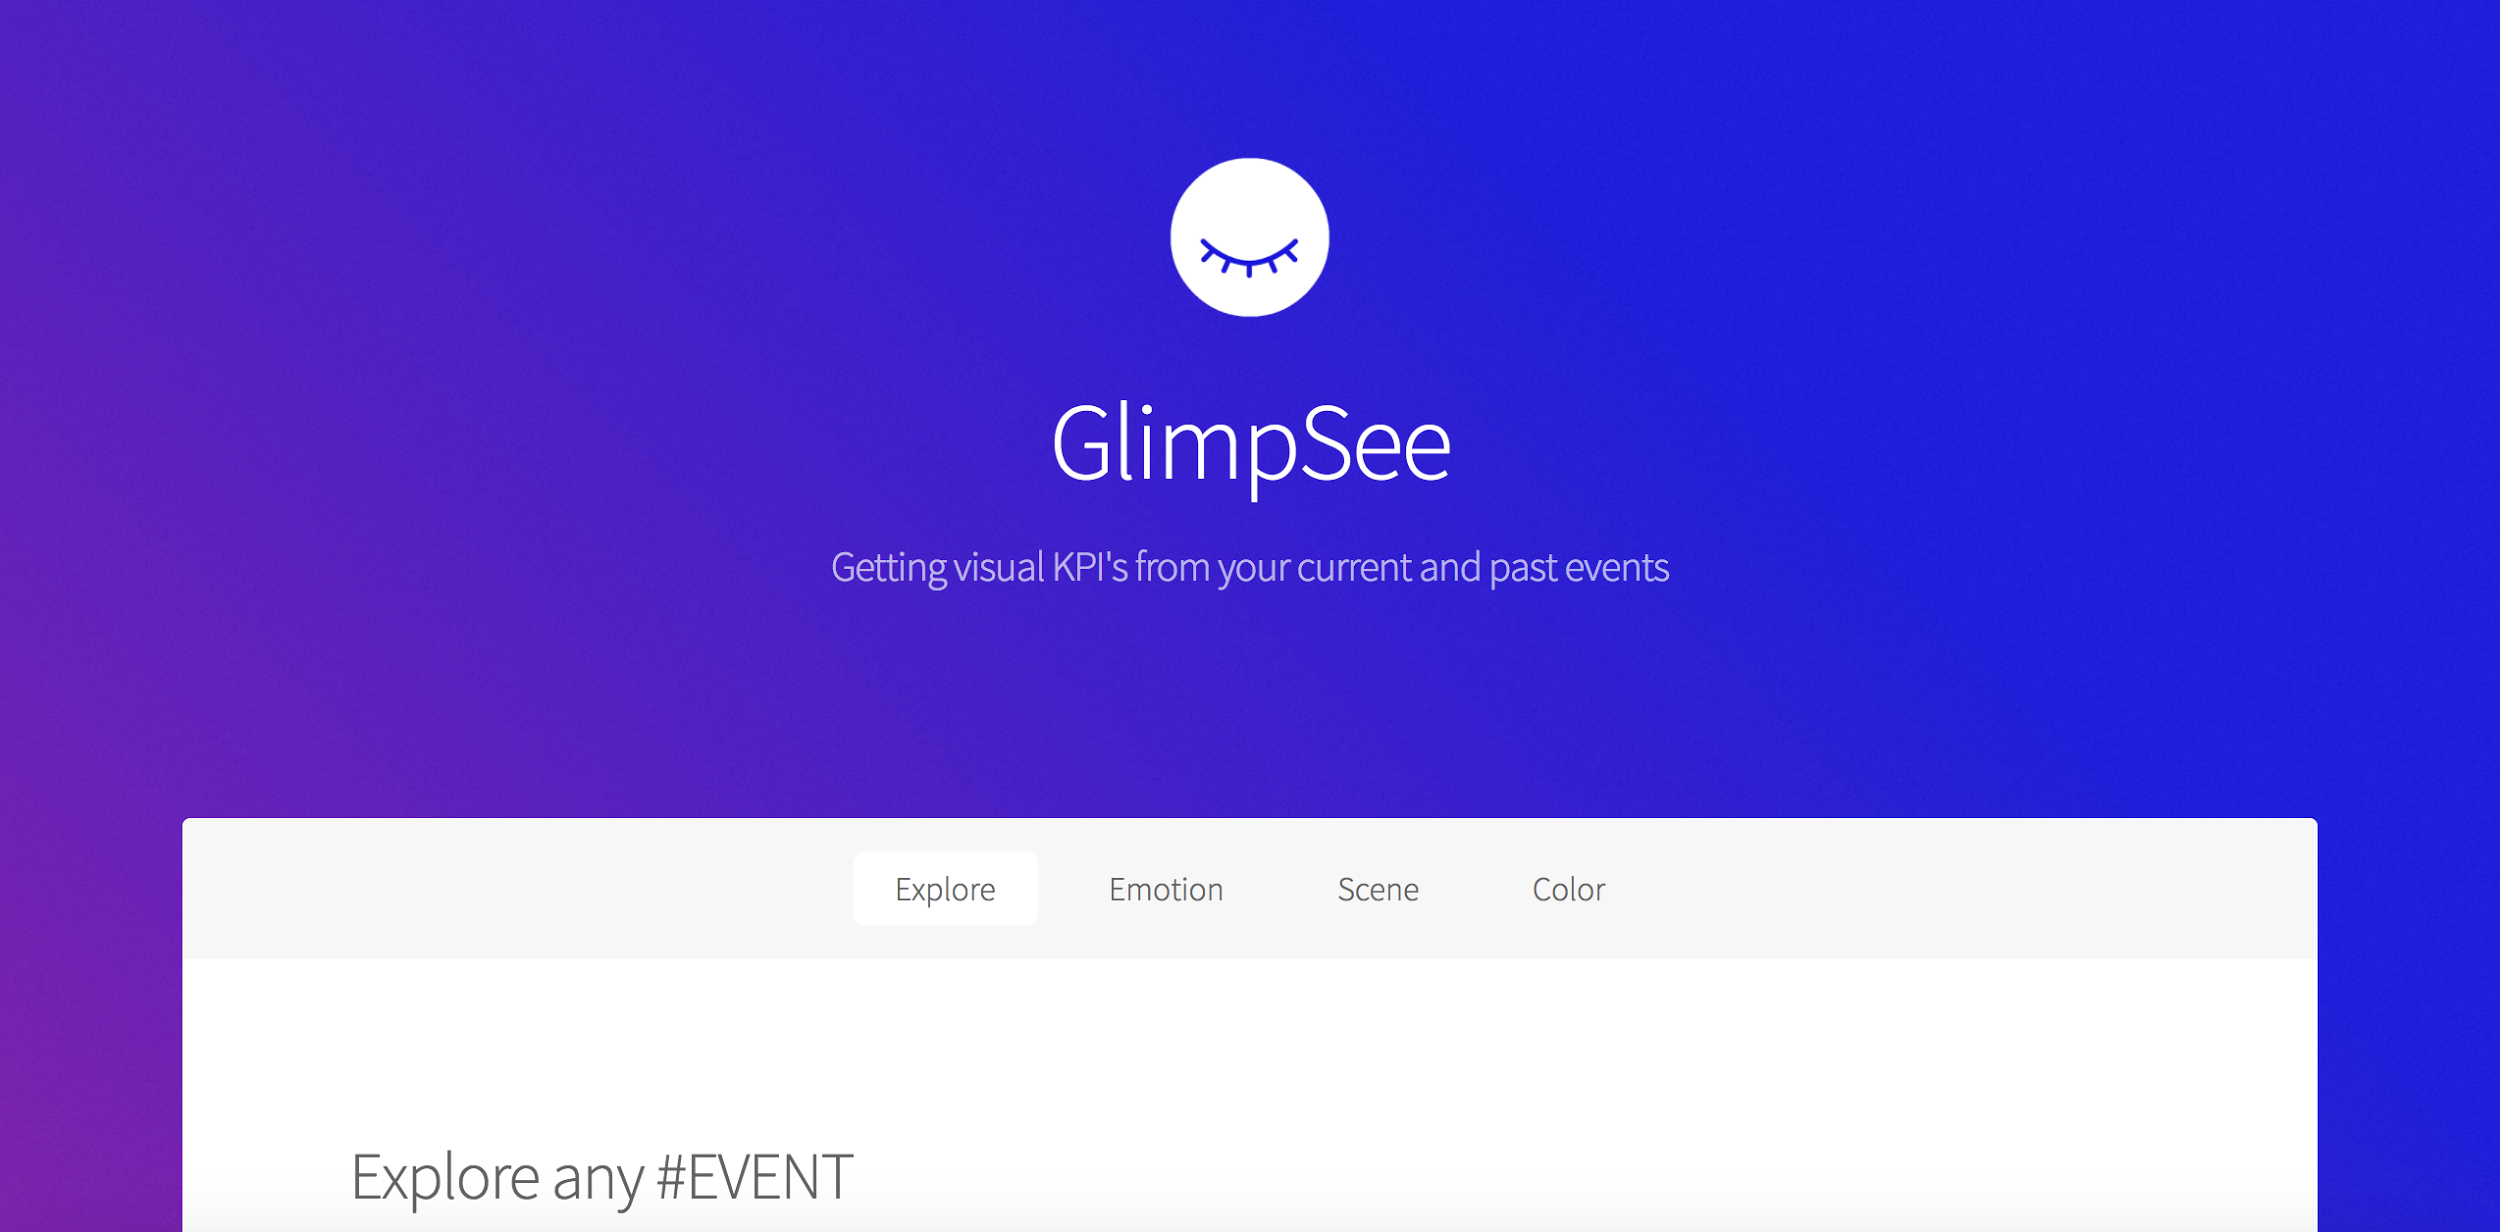 GlimpSee
Getting visual KPI's from your current and past events
Explore Emotion Scene Color
Explore any #EVENT